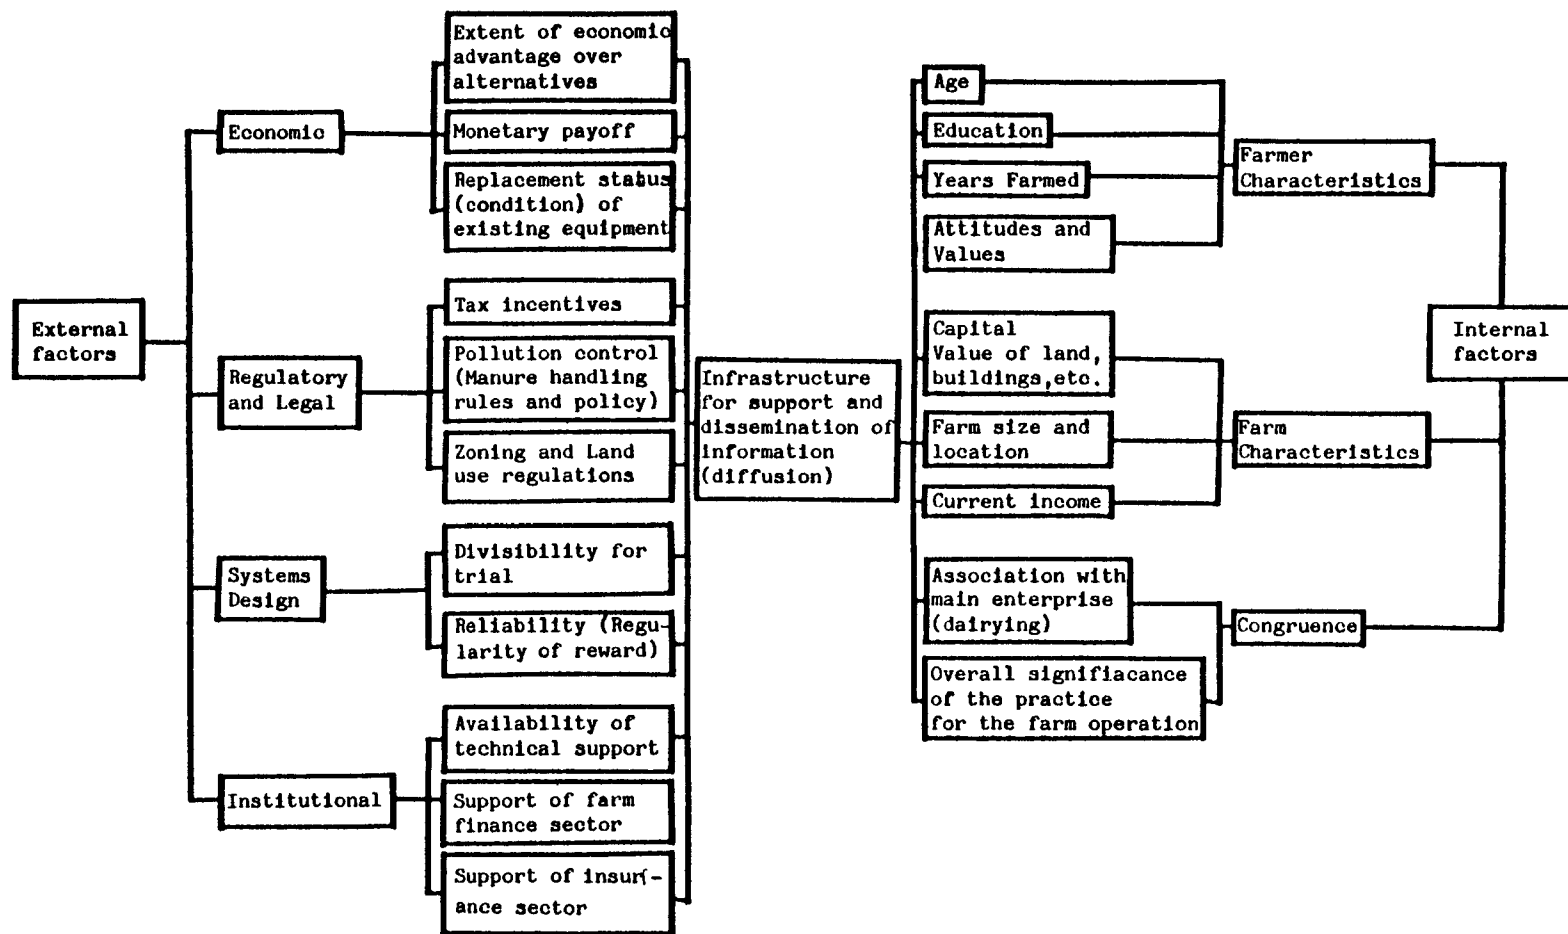 External
factors
Economic
Regulatory
and Legal
Systems
Design
Institutional
Extent of economic
advantage over
alternatives
Monetary payoff
Replacement status
(condition) of
existing equipment
Tax incentives
Pollution control
(Manure handling
rules and policy)
Zoning and Land
use regulations
Divisibility for
trial
Reliability (Regu-
larity of reward)
Availability of
technical support
Support of farm
finance sector
Support of insur-
ance sector
Infrastructure
for support and
dissemination of
information
(diffusion)
Age
Education
Years Farmed
Attitudes and
Values
Capital
Value of land,
buildings,etc.
Farm size and
location
Current income
Association with
main enterprise
(dairying)
Overall signifiacance
of the practice
for the farm operation
Farmer
Characteristics
Farm
Characteristics
Congruence
Internal
factors